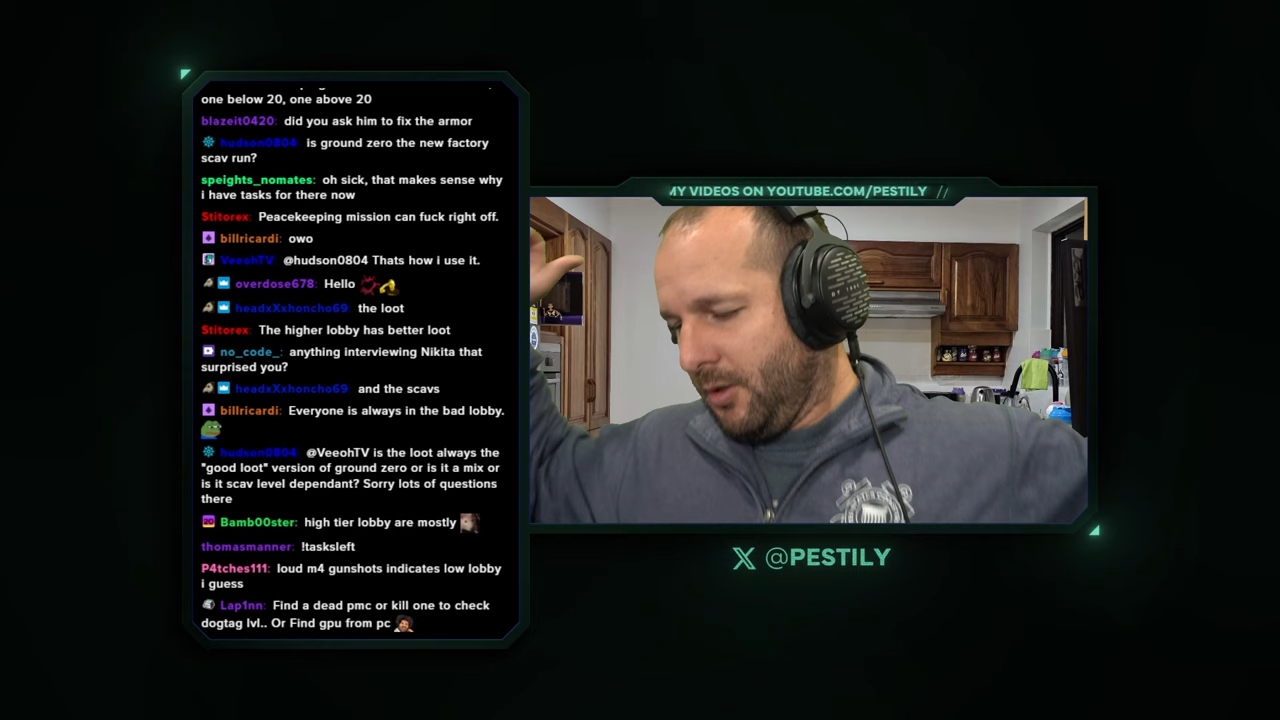 one below 20, one above 20
blazeit0420: did you ask him to fix the armor
hudson0804 is ground zero the new factory
scav run?
speights_nomates: oh sick, that makes sense why
i have tasks for there now
Stitorex: Peacekeeping mission can fuck right off.
billricardi: owo
VeeohTV: @hudson0804 Thats how i use it.
overdose678: Hello
headxXxhoncho69 the loot
Stitorex: The higher lobby has better loot
no_code_: anything interviewing Nikita that
surprised you?
headxXxhoncho69 and the scavs
billricardi: Everyone is always in the bad lobby.
hudson0804 @VeeohTV is the loot always the
"good loot" version of ground zero or is it a mix or
is it scav level dependant? Sorry lots of questions
there
Bamb00ster: high tier lobby are mostly
thomasmanner: !tasksleft
P4tches111: loud m4 gunshots indicates low lobby
i guess
Lap1nn: Find a dead pmc or kill one to check
dogtag lvl.. Or Find gpu from pc
MY VIDEOS ON YOUTUBE.COM/PESTILY //
X @PESTILY